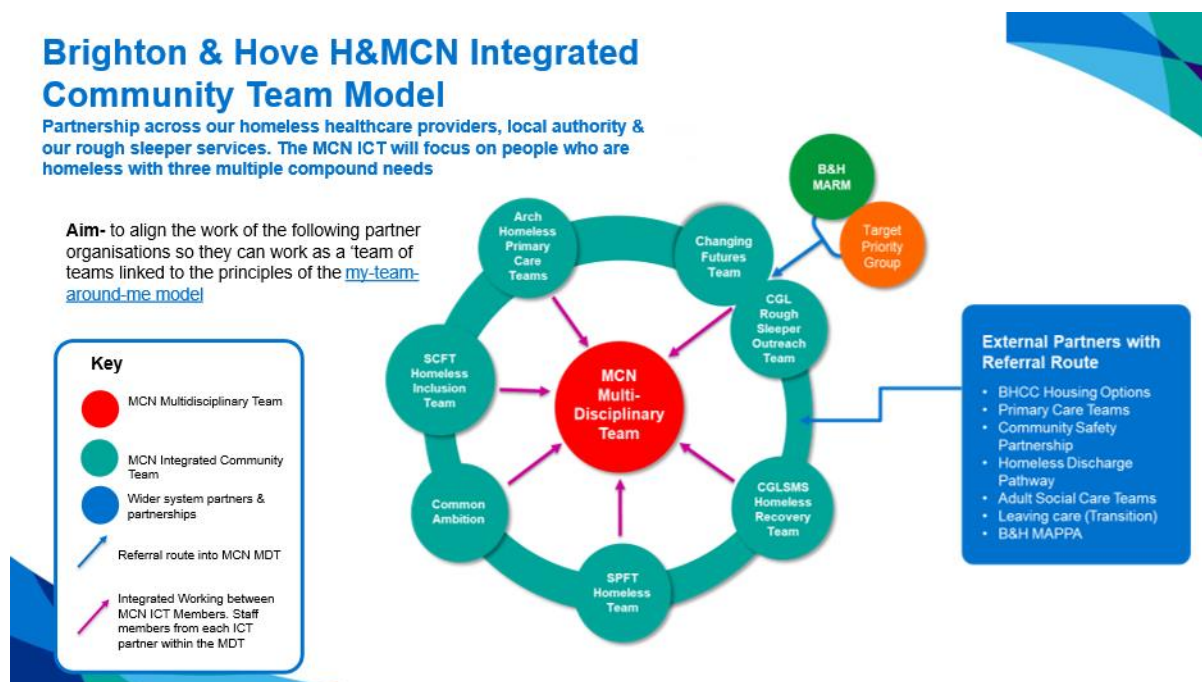 Brighton & Hove H&MCN Integrated
Community Team Model
Partnership across our homeless healthcare providers, local authority &
our rough sleeper services. The MCN ICT will focus on people who are
homeless with three multiple compound needs
Aim- to align the work of the following partner
organisations so they can work as a ‘team of
teams linked to the principles of the my-team-
around-me model
Key
MCN Multidisciplinary Team
MCN Integrated Community
Team
Wider system partners &
partnerships
Referral route into MCN MDT
Integrated Working between
MCN ICT Members. Staff
members from each ICT
partner within the MDT
Arch
Homeless
Primary
Care
Teams
Changing
Futures
Team
B&H
MARM
Target
Priority
Group
CGL
Rough
Sleeper
Outreach
Team
SCFT
Homeless
Inclusion
Team
MCN
Multi-
Disciplinary
Team
Common
Ambition
SPFT
Homeless
Team
CGLSMS
Homeless
Recovery
Team
External Partners with
Referral Route
• BHCC Housing Options
• Primary Care Teams
• Community Safety
Partnership
• Homeless Discharge
Pathway
• Adult Social Care Teams
• Leaving care (Transition)
• B&H MAPPA